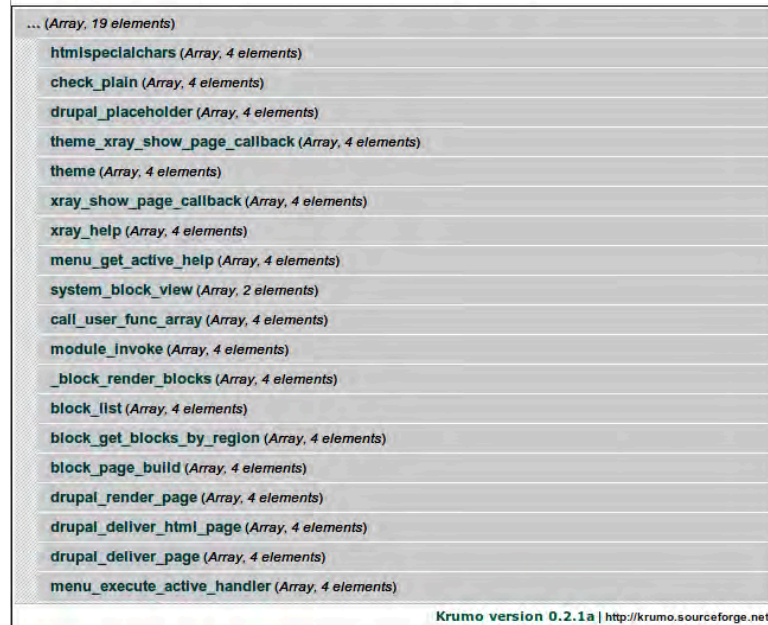 ... (Array, 19 elements)
htmlspecialchars (Array, 4 elements)
check_plain (Array, 4 elements)
drupal_placeholder (Array, 4 elements)
theme_xray_show_page_callback (Array, 4 elements)
theme (Array, 4 elements)
xray_show_page_callback (Array, 4 elements)
xray_help (Array, 4 elements)
menu_get_active_help (Array, 4 elements)
system_block_view (Array, 2 elements)
call_user_func_array (Array, 4 elements)
module_invoke (Array, 4 elements)
_block_render_blocks (Array, 4 elements)
block_list (Array, 4 elements)
block_get_blocks_by_region (Array, 4 elements)
block_page_build (Array, 4 elements)
drupal_render_page (Array, 4 elements)
drupal_deliver_html_page (Array, 4 elements)
drupal_deliver_page (Array, 4 elements)
menu_execute_active_handler (Array, 4 elements)
Krumo version 0.2.1a | http://krumo.sourceforge.net